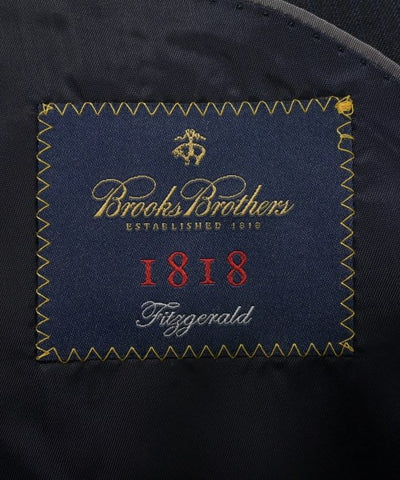 Brooks Brothers
ESTABLISHED 1818
1818
Fitzgerald